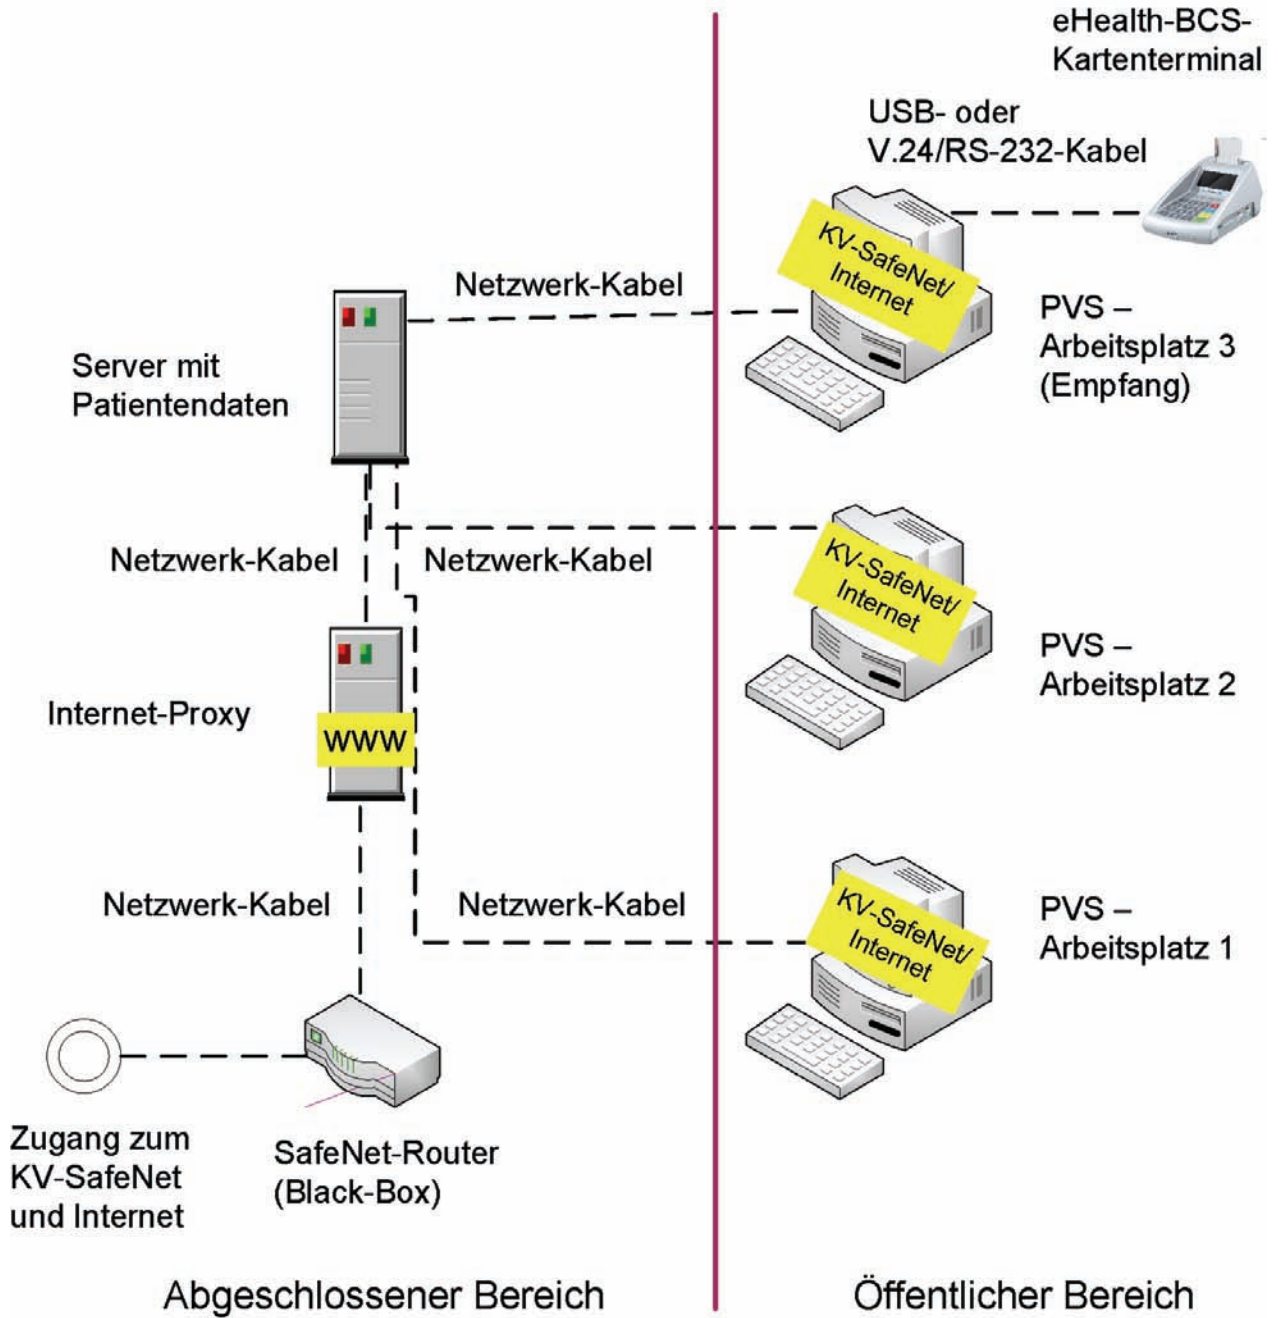 eHealth-BCS-
Kartenterminal
USB- oder
V.24/RS-232-Kabel
KV-SafeNet/
Internet
Netzwerk-Kabel
PVS –
Arbeitsplatz 3
(Empfang)
Server mit
Patientendaten
Netzwerk-Kabel
Netzwerk-Kabel
KV-SafeNet/
Internet
PVS –
Arbeitsplatz 2
Internet-Proxy
WWW
Netzwerk-Kabel
Netzwerk-Kabel
KV-SafeNet/
Internet
PVS –
Arbeitsplatz 1
Zugang zum
KV-SafeNet
und Internet
SafeNet-Router
(Black-Box)
Abgeschlossener Bereich
Öffentlicher Bereich